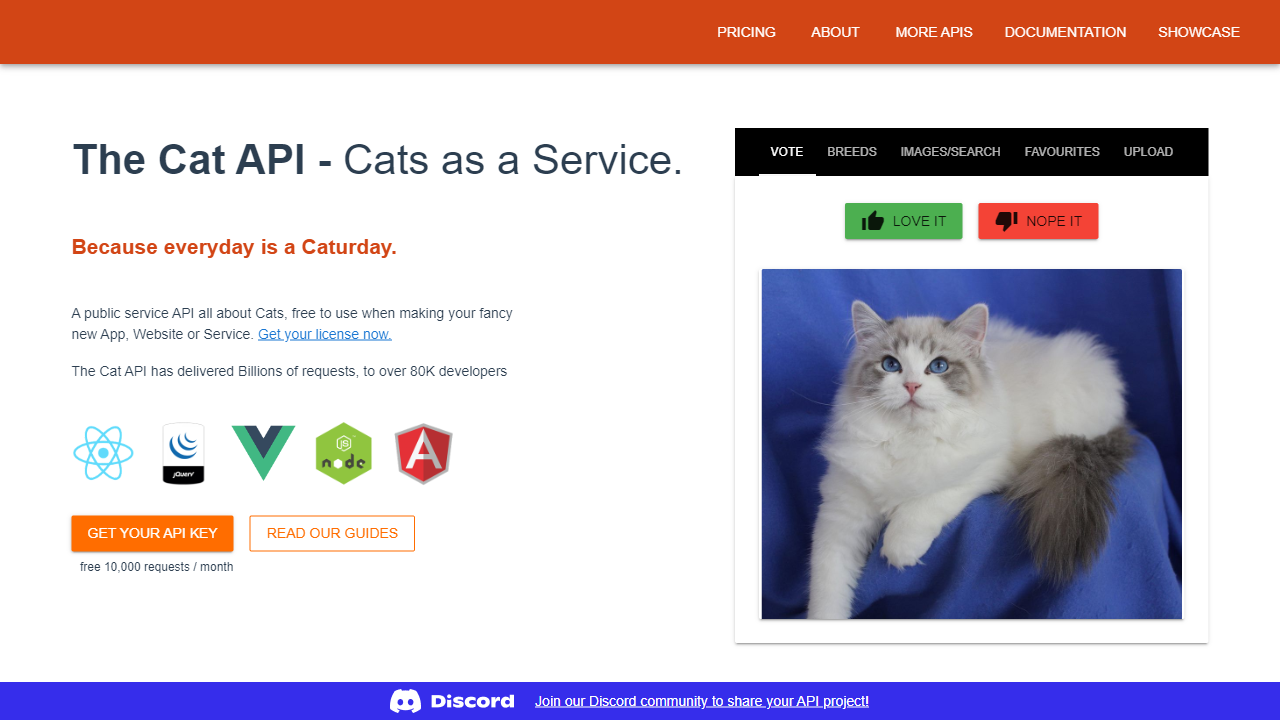 PRICING ABOUT MORE APIS DOCUMENTATION SHOWCASE
The Cat API - Cats as a Service.
Because everyday is a Caturday.
A public service API all about Cats, free to use when making your fancy
new App, Website or Service. Get your license now.
The Cat API has delivered Billions of requests, to over 80K developers
jQuery
JS
node
A
GET YOUR API KEY
READ OUR GUIDES
free 10,000 requests / month
VOTE BREEDS IMAGES/SEARCH FAVOURITES UPLOAD
LOVE IT
NOPE IT
Discord
Join our Discord community to share your API project!